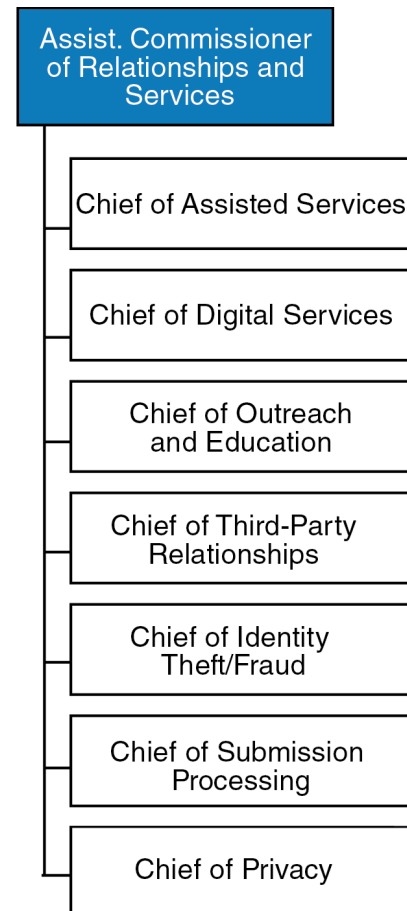 Assist. Commissioner
of Relationships and
Services
Chief of Assisted Services
Chief of Digital Services
Chief of Outreach
and Education
Chief of Third-Party
Relationships
Chief of Identity
Theft/Fraud
Chief of Submission
Processing
Chief of Privacy